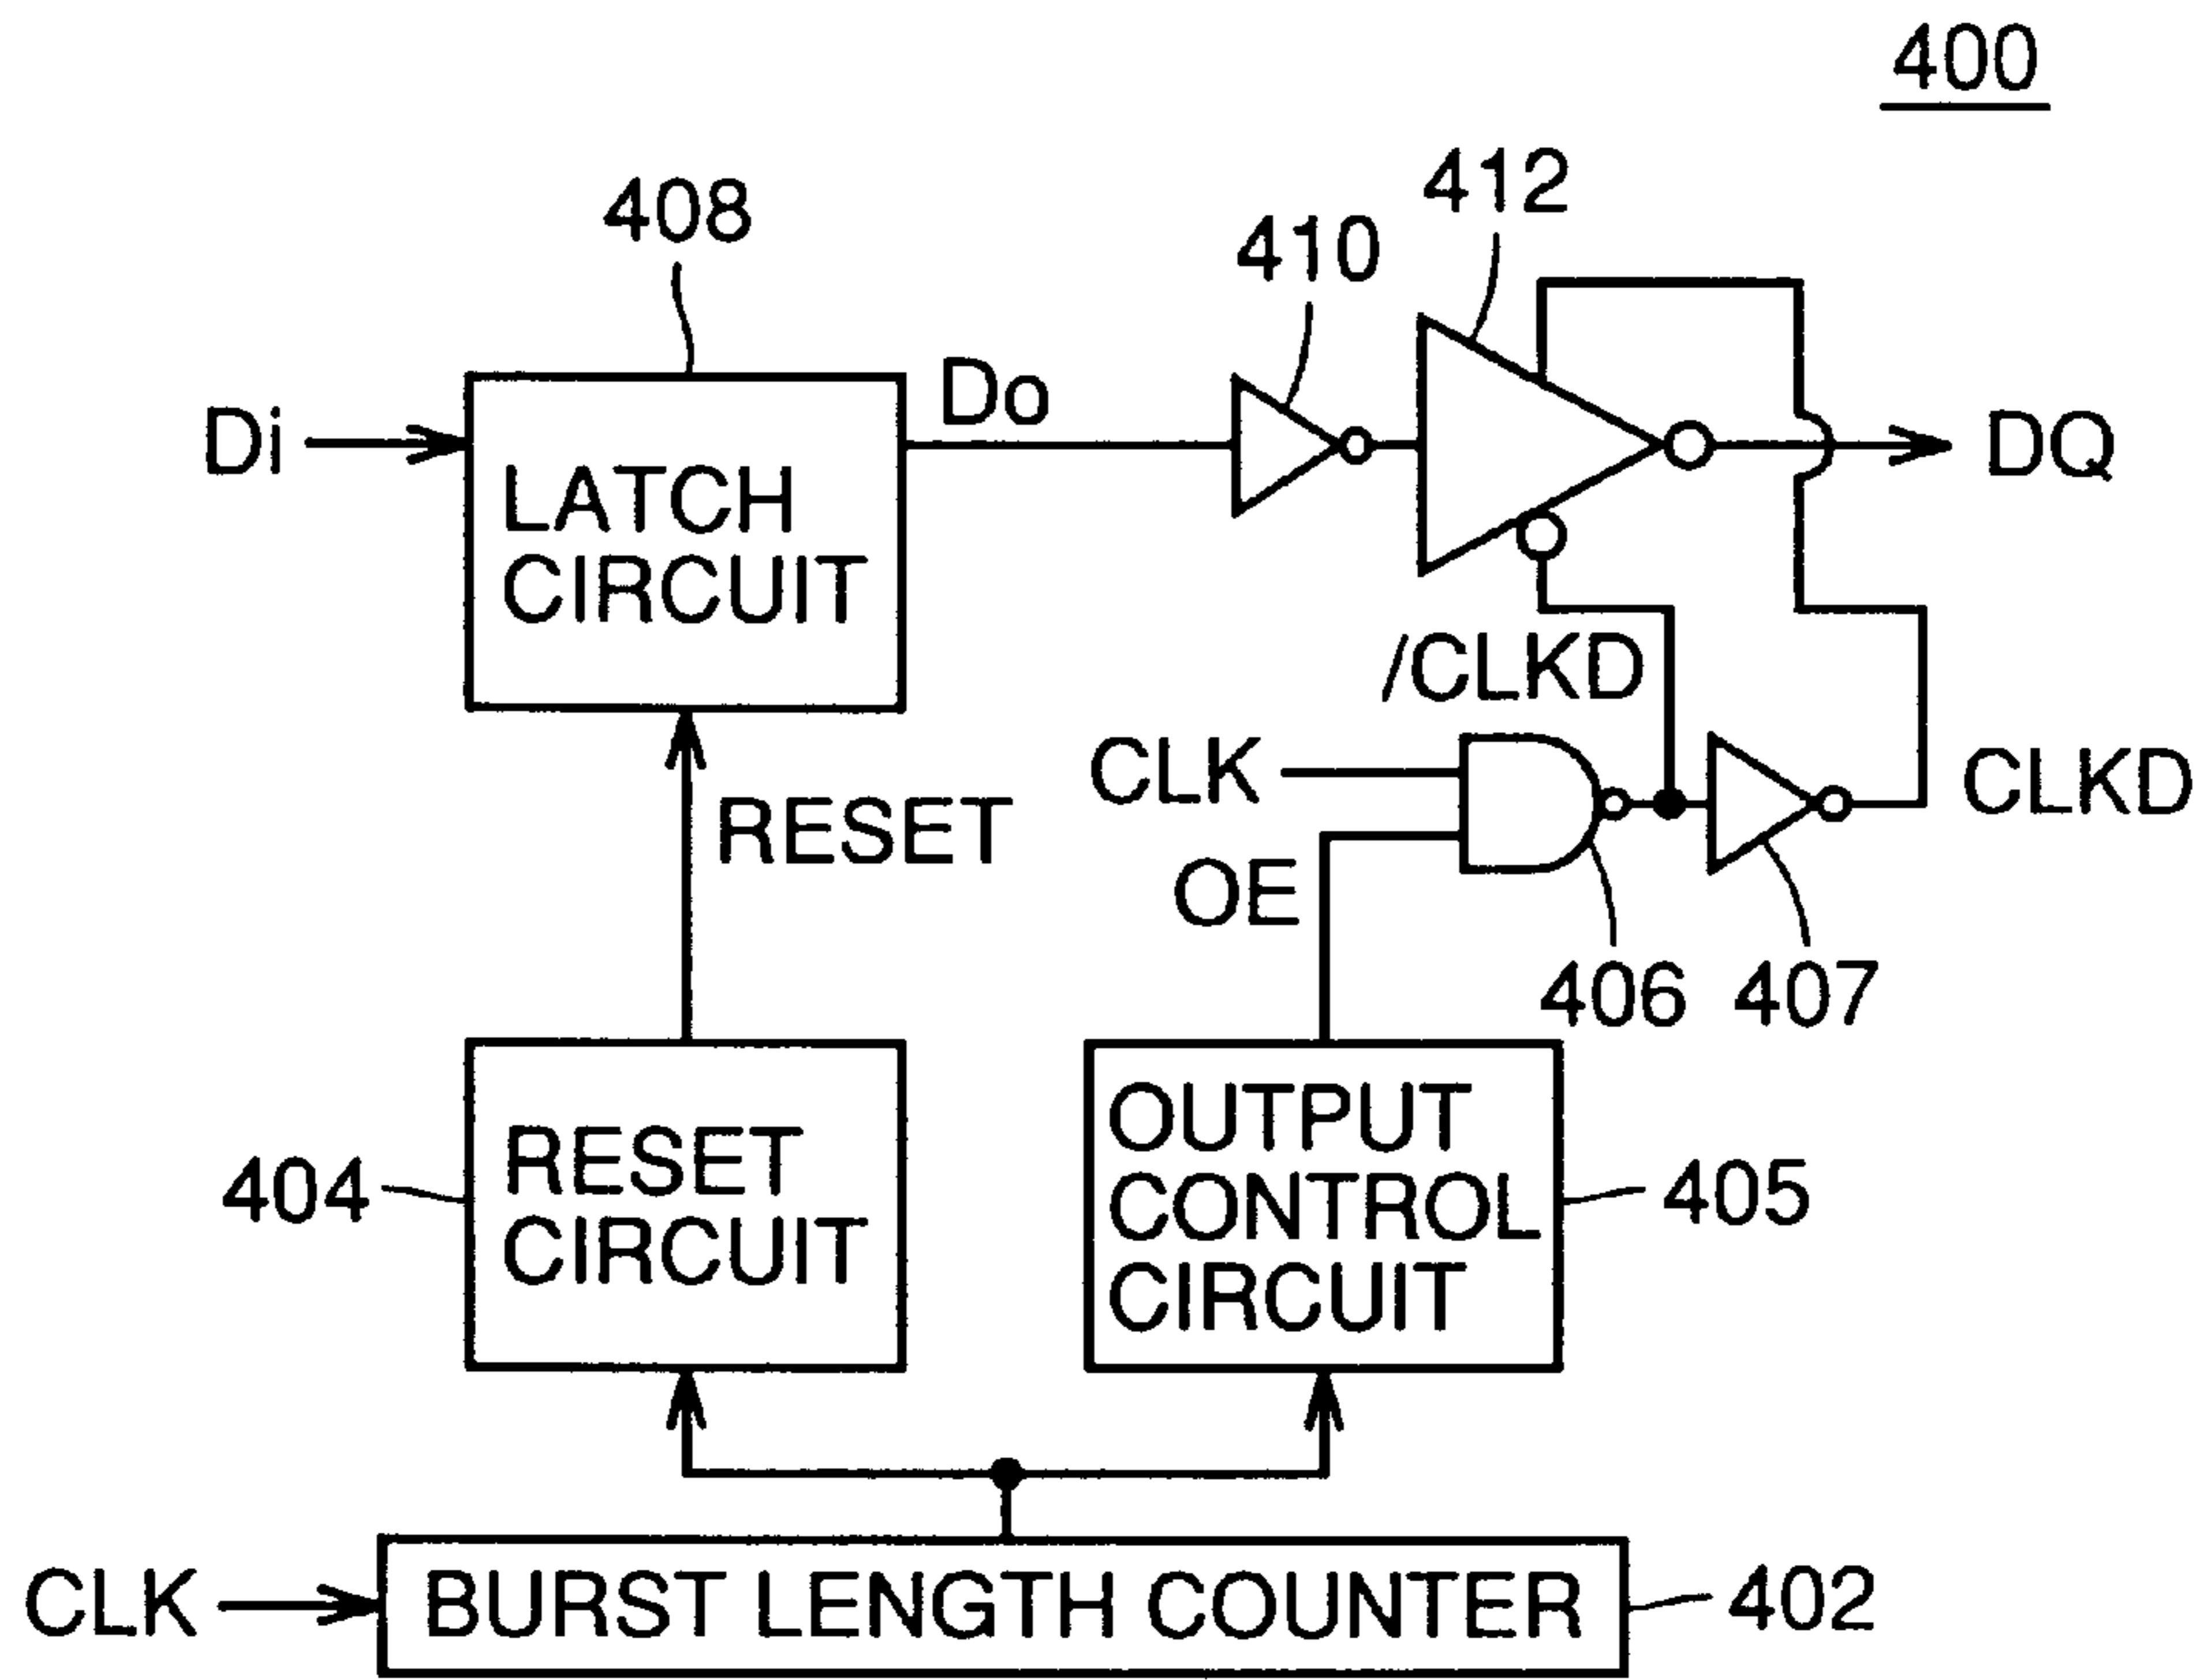 400
412
408
410
Do
Di
DQ
LATCH
CIRCUIT
/CLKD
CLK
CLKD
RESET
OE
406
407
OUTPUT
CONTROL
CIRCUIT
RESET
CIRCUIT
404
405
CLK
BURST LENGTH COUNTER
402